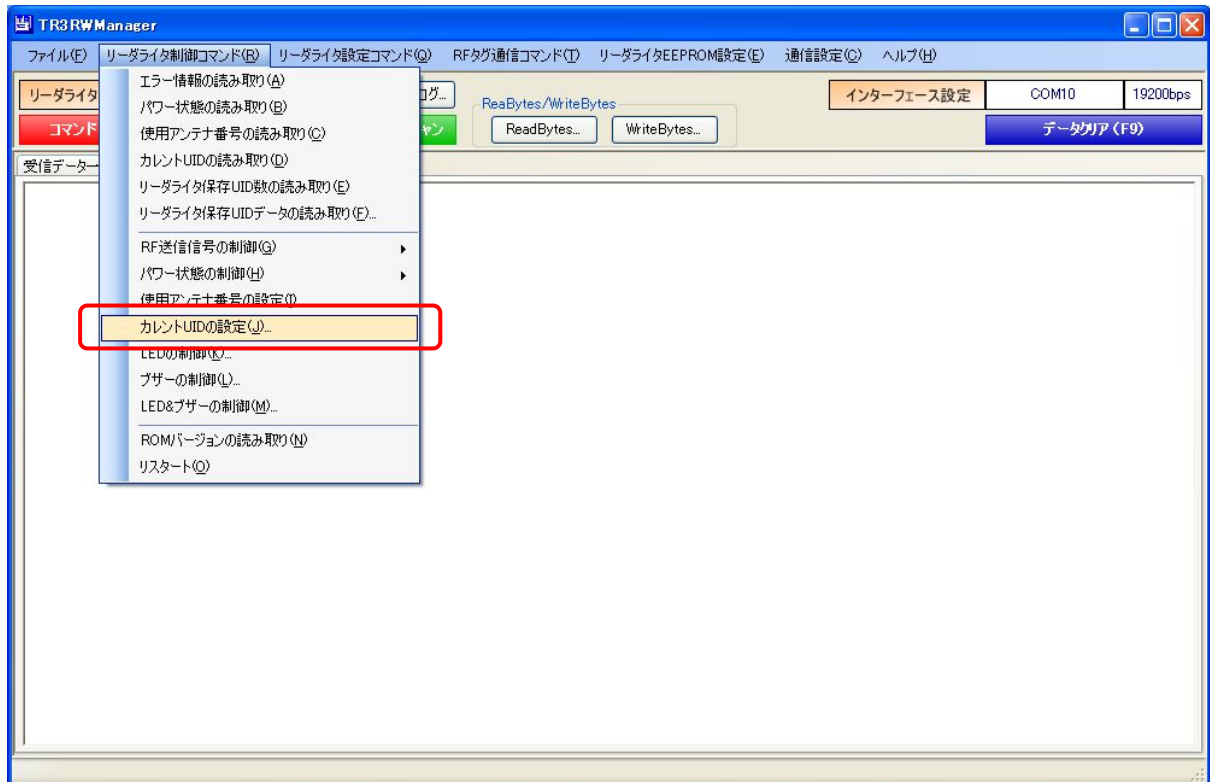 TR3RWManager
ファイル(F) リーダライタ制御コマンド(R) リーダライタ設定コマンド(Q) RFタグ通信コマンド(T) リーダライタEEPROM設定(E) 通信設定(C) ヘルプ(H)
リーダライタ
コマンド
受信データ
エラー情報の読み取り(A)
パワー状態の読み取り(B)
使用アンテナ番号の読み取り(C)
カレントUIDの読み取り(D)
リーダライタ保存UID数の読み取り(E)
リーダライタ保存UIDデータの読み取り(F)...
RF送信信号の制御(G)
パワー状態の制御(H)
使用アンテナ番号の設定(I)
カレントUIDの設定(J)...
LEDの制御(K)...
ブザーの制御(L)...
LED&ブザーの制御(M)...
ROMバージョンの読み取り(N)
リスタート(O)
ログ...
ャン
ReaBytes/WriteBytes
ReadBytes... WriteBytes...
インターフェース設定 COM10 19200bps
データクリア(F9)